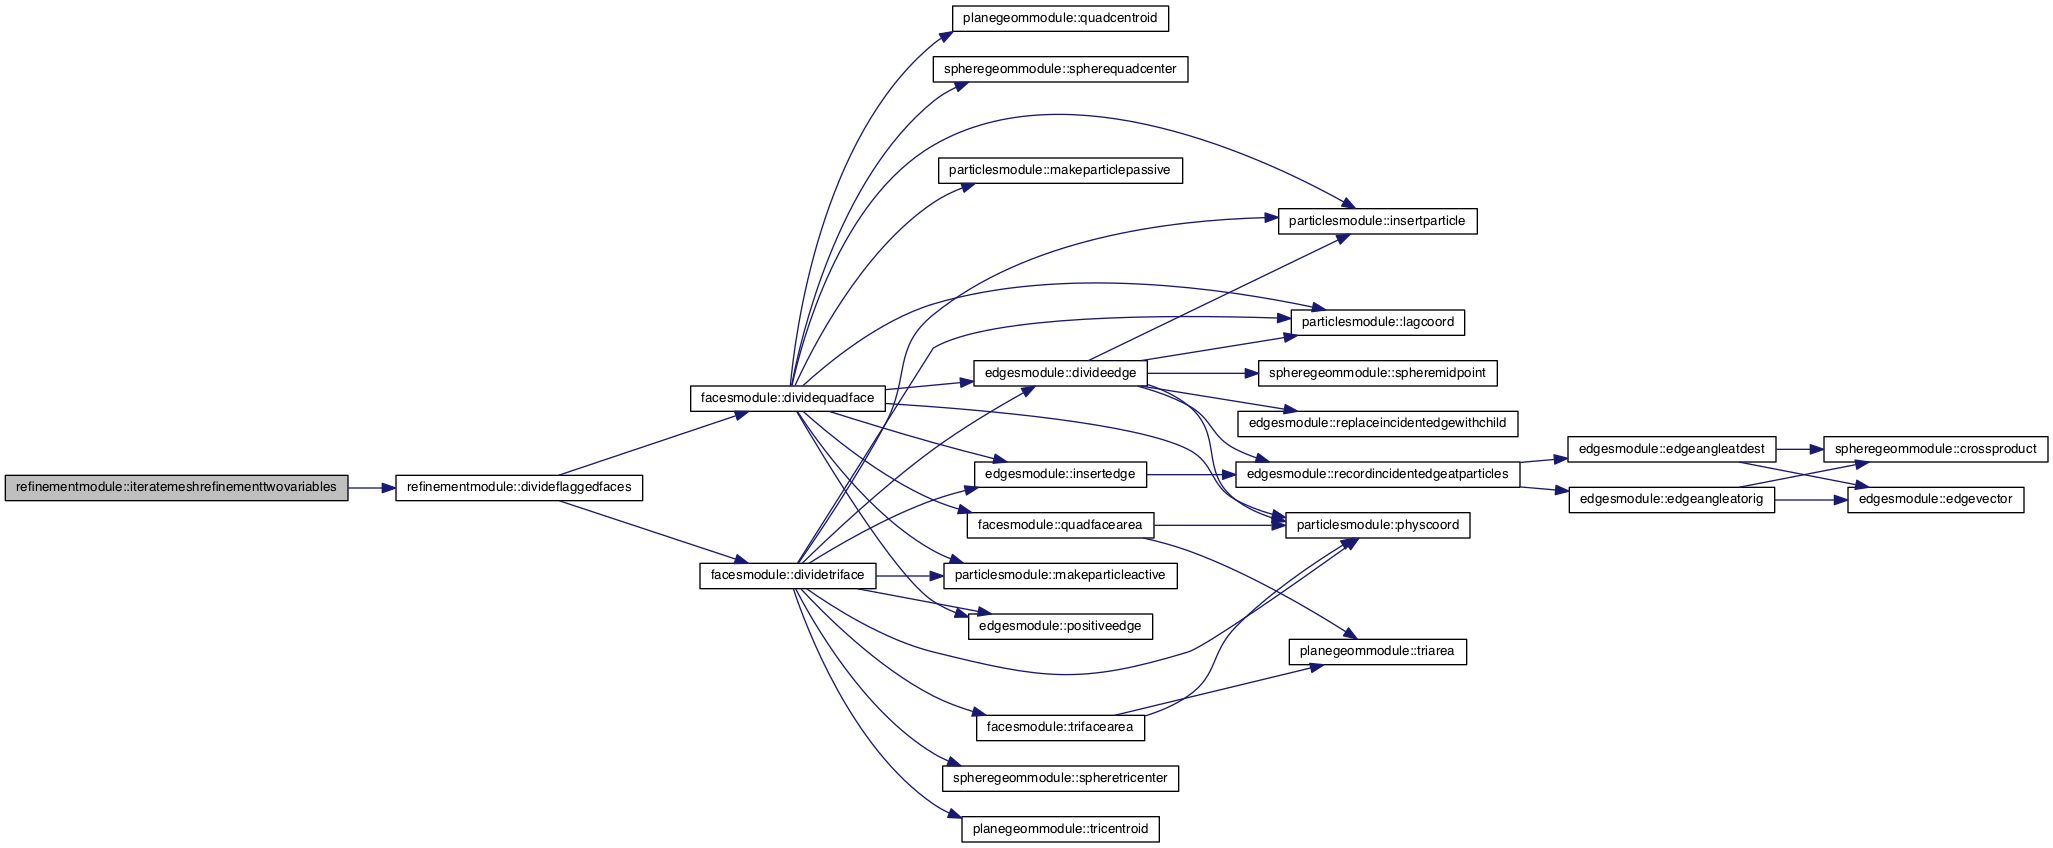 planegeommodule::quadcentroid
spheregeommodule::spherequadcenter
particlesmodule::makeparticlepassive
particlesmodule::insertparticle
particlesmodule::lagcoord
edgesmodule::divideedge
spheregeommodule::spheremidpoint
facesmodule::dividequadface
edgesmodule::replaceincidentedgewithchild
edgesmodule::edgeangleatdest
spheregeommodule::crossproduct
refinementmodule::iteratemeshrefinementtwovariables
refinementmodule::divideflaggedfaces
edgesmodule::insertedge
edgesmodule::recordincidentedgeatparticles
edgesmodule::edgeangleatorig
edgesmodule::edgevector
facesmodule::quadfacearea
particlesmodule::physcoord
facesmodule::dividetriface
particlesmodule::makeparticleactive
edgesmodule::positiveedge
planegeommodule::triarea
facesmodule::trifacearea
spheregeommodule::spheretricenter
planegeommodule::tricentroid